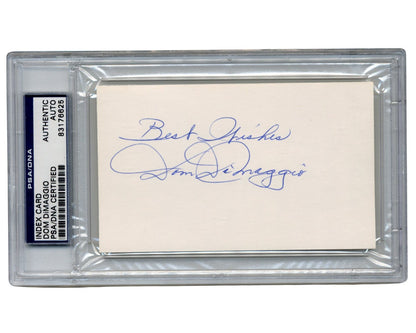 Best Wishes
Dom DiMaggio
PSA/DNA
INDEX CARD
DOM DIMAGGIO
PSA/DNA CERTIFIED
AUTHENTIC
AUTO
83176625